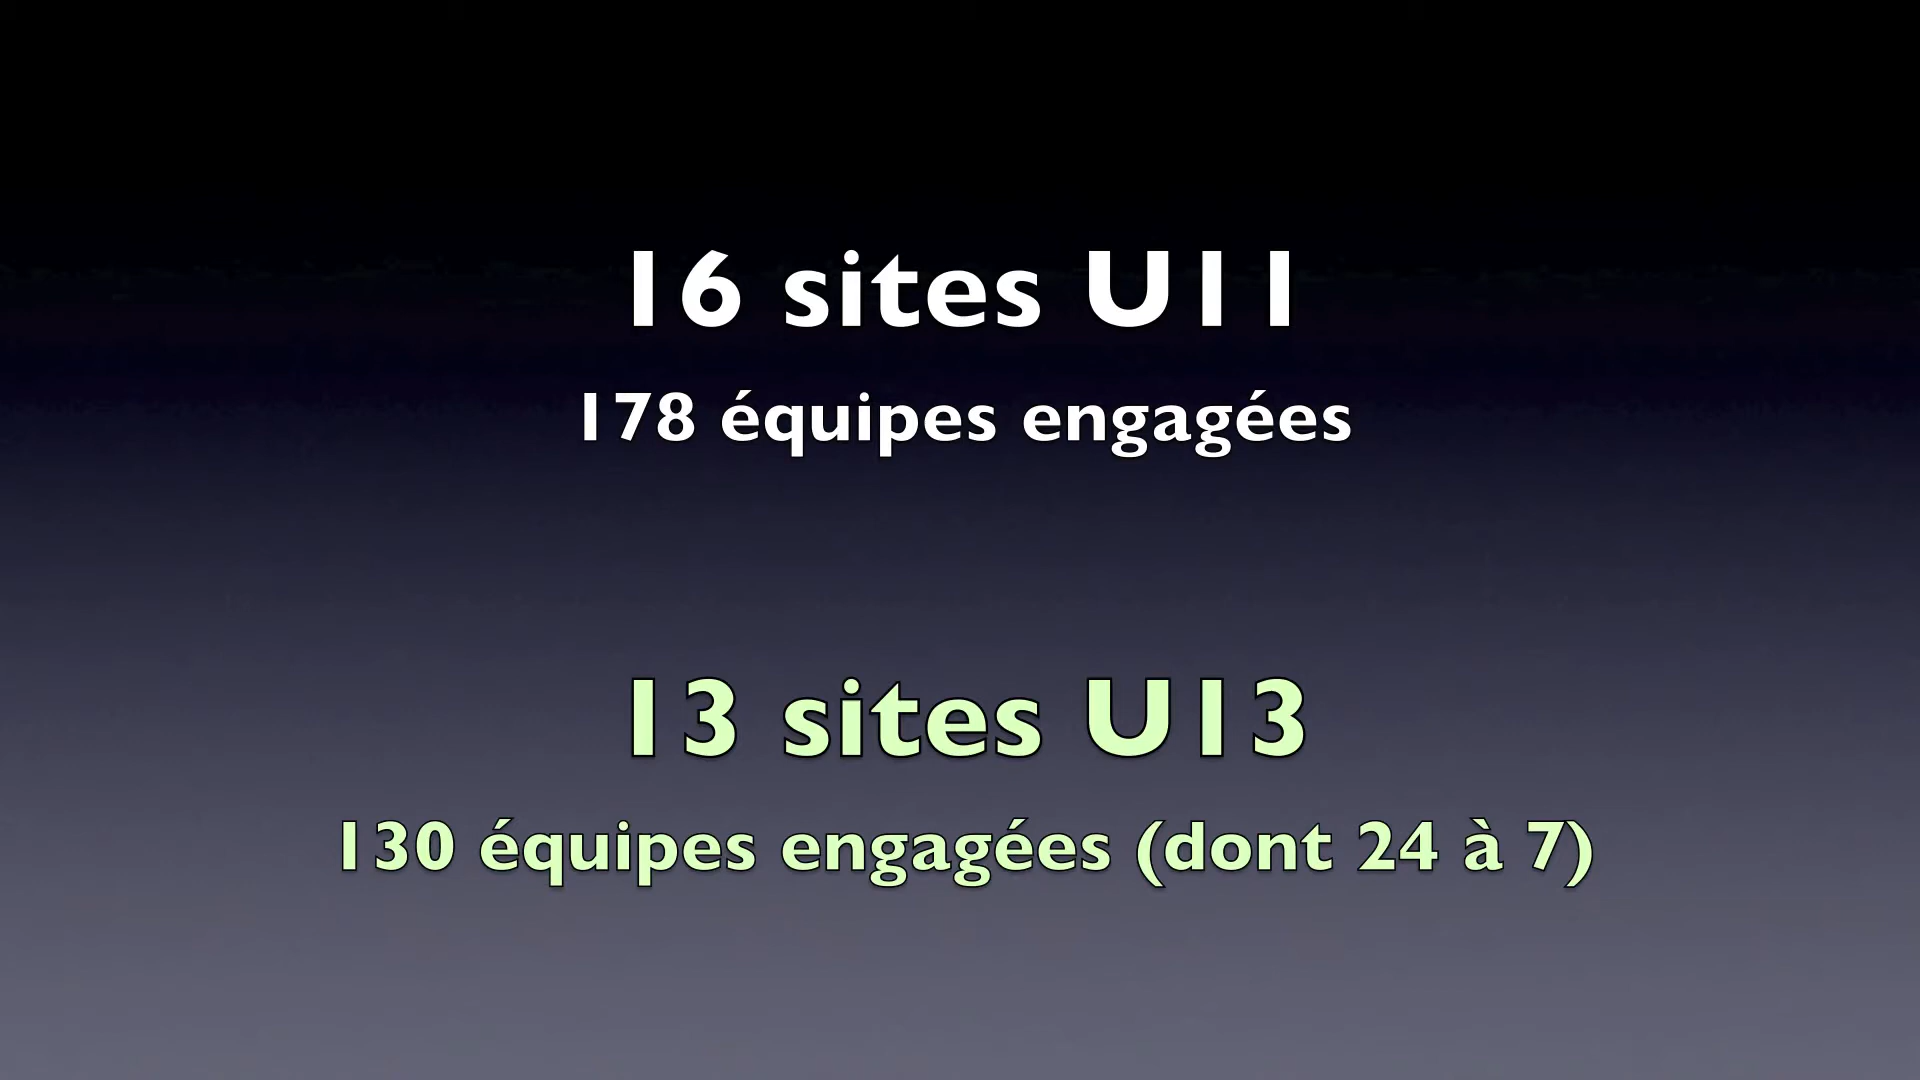 16 sites U11
178 équipes engagées
13 sites U13
130 équipes engagées (dont 24 à 7)